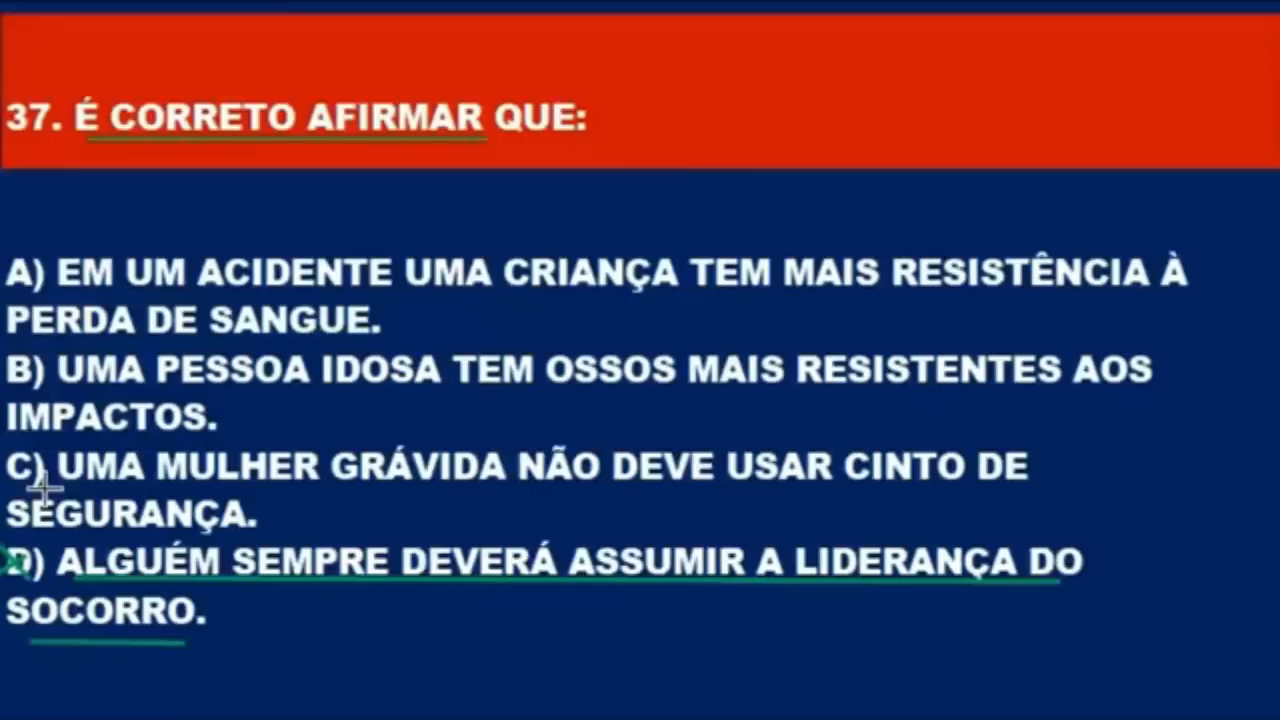 37. É CORRETO AFIRMAR QUE:
A) EM UM ACIDENTE UMA CRIANÇA TEM MAIS RESISTÊNCIA À
PERDA DE SANGUE.
B) UMA PESSOA IDOSA TEM OSSOS MAIS RESISTENTES AOS
IMPACTOS.
C) UMA MULHER GRÁVIDA NÃO DEVE USAR CINTO DE
SEGURANÇA.
D) ALGUÉM SEMPRE DEVERÁ ASSUMIR A LIDERANÇA DO
SOCORRO.